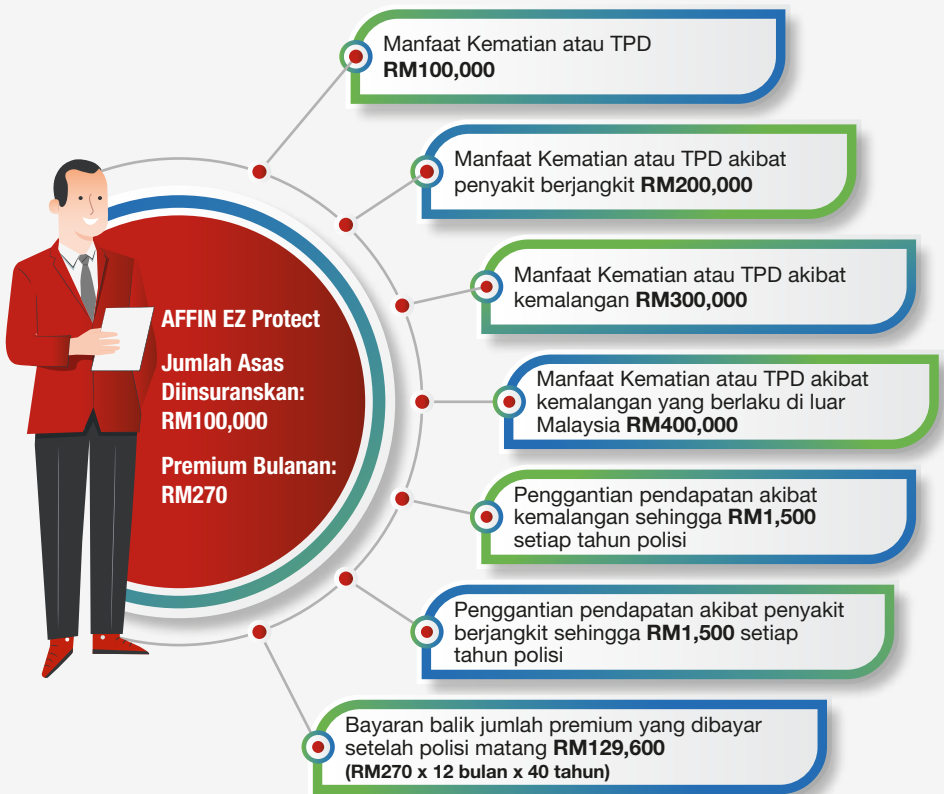 Manfaat Kematian atau TPD
RM100,000
Manfaat Kematian atau TPD akibat
penyakit berjangkit RM200,000
Manfaat Kematian atau TPD akibat
kemalangan RM300,000
AFFIN EZ Protect
Jumlah Asas
Diinsuranskan:
RM100,000
Premium Bulanan:
RM270
Manfaat Kematian atau TPD akibat
kemalangan yang berlaku di luar
Malaysia RM400,000
Penggantian pendapatan akibat
kemalangan sehingga RM1,500
setiap tahun polisi
Penggantian pendapatan akibat penyakit
berjangkit sehingga RM1,500 setiap
tahun polisi
Bayaran balik jumlah premium yang dibayar
setelah polisi matang RM129,600
(RM270 x 12 bulan x 40 tahun)